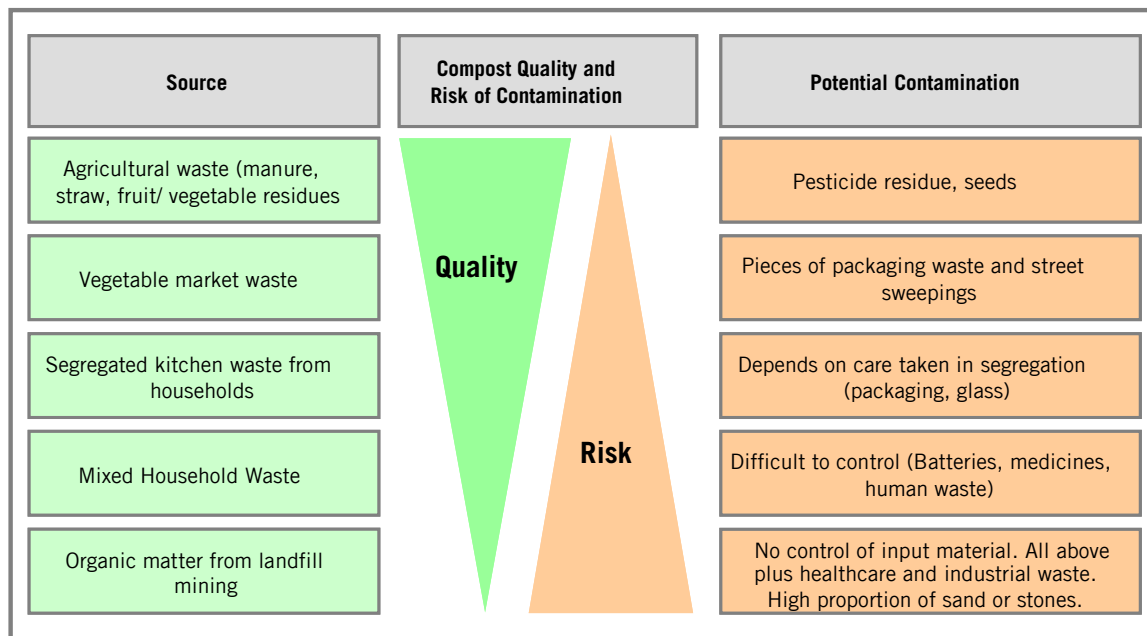 Source
Compost Quality and
Risk of Contamination
Potential Contamination
Agricultural waste (manure,
straw, fruit/ vegetable residues
Pesticide residue, seeds
Quality
Vegetable market waste
Pieces of packaging waste and street
sweepings
Segregated kitchen waste from
households
Depends on care taken in segregation
(packaging, glass)
Risk
Mixed Household Waste
Difficult to control (Batteries, medicines,
human waste)
Organic matter from landfill
mining
No control of input material. All above
plus healthcare and industrial waste.
High proportion of sand or stones.